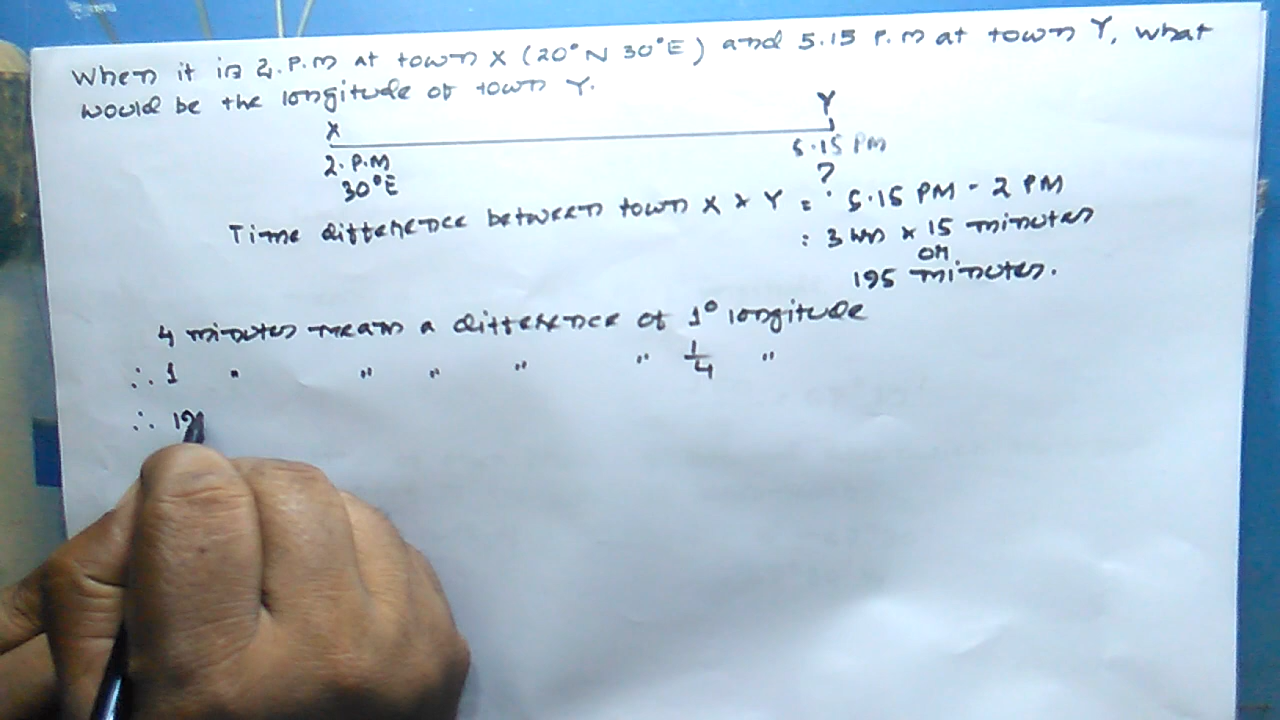 When it is 2. P.M at town X (20°N 30°E) and 5.15 P.M at town Y, what
would be the longitude of town Y.
X Y
2. P.M 5.15 PM
30°E ?
Time difference between town X & Y = 5.15 PM - 2 PM
= 3 hrs & 15 minutes
or
195 minutes.
4 minutes mean a difference of 1° longitude
∴ 1 " " " " " 1/4 "
∴ 19